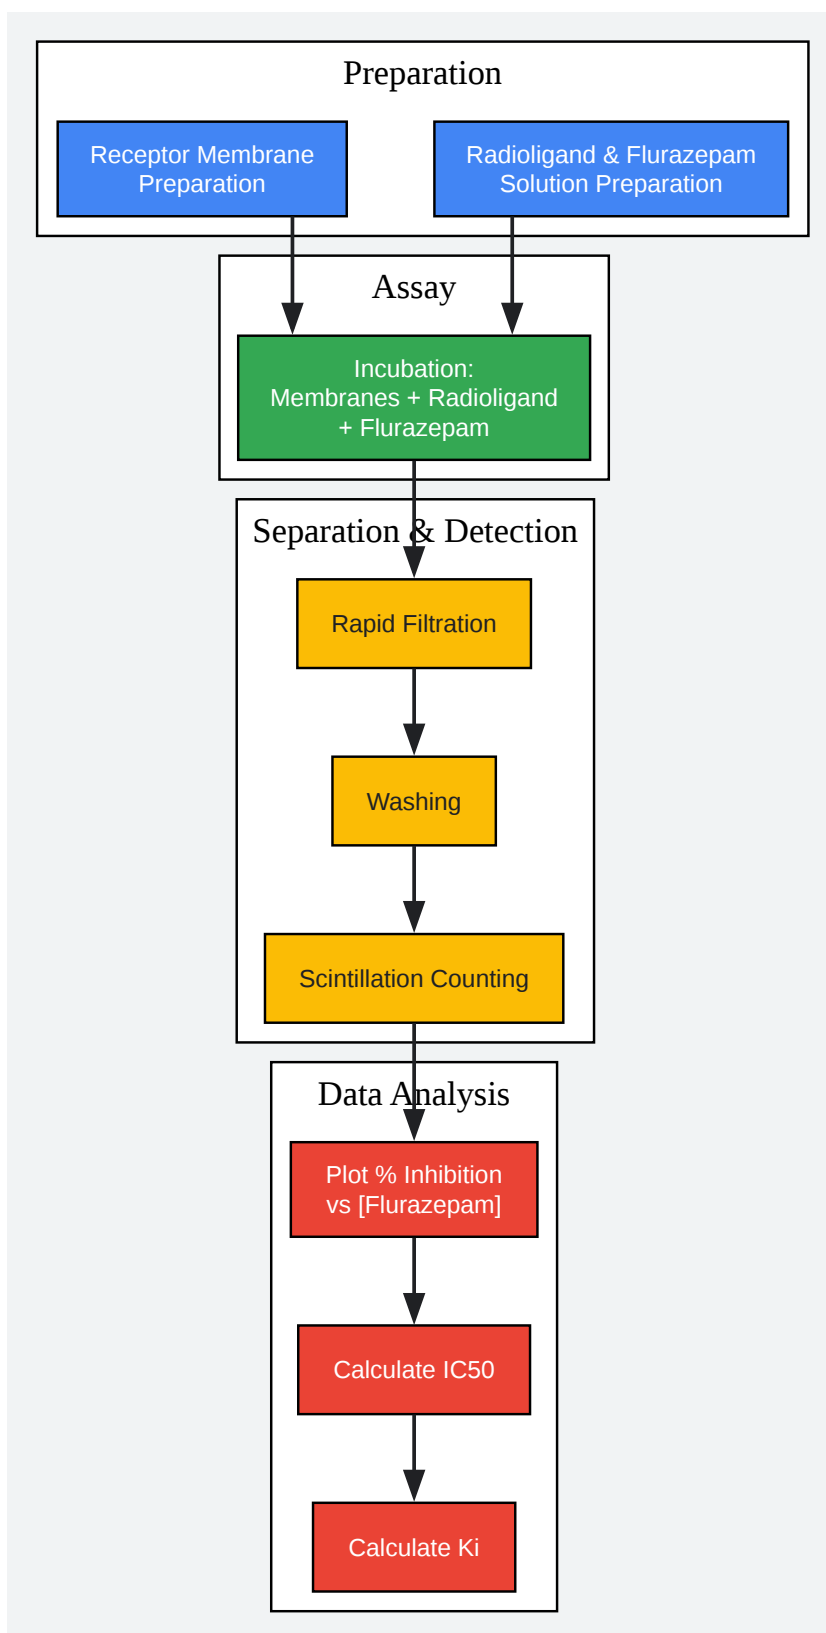 Preparation
Receptor Membrane
Preparation
Radioligand & Flurazepam
Solution Preparation
Assay
Incubation:
Membranes + Radioligand
+ Flurazepam
Separation & Detection
Rapid Filtration
Washing
Scintillation Counting
Data Analysis
Plot % Inhibition
vs [Flurazepam]
Calculate IC50
Calculate Ki